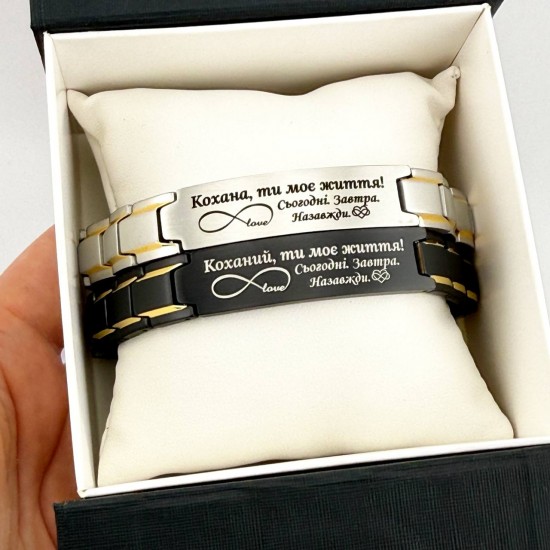 Кохана, ти моє життя!
love Сьогодні. Завтра.
Назавжди.
Коханий, ти моє життя!
love Сьогодні. Завтра.
Назавжди.